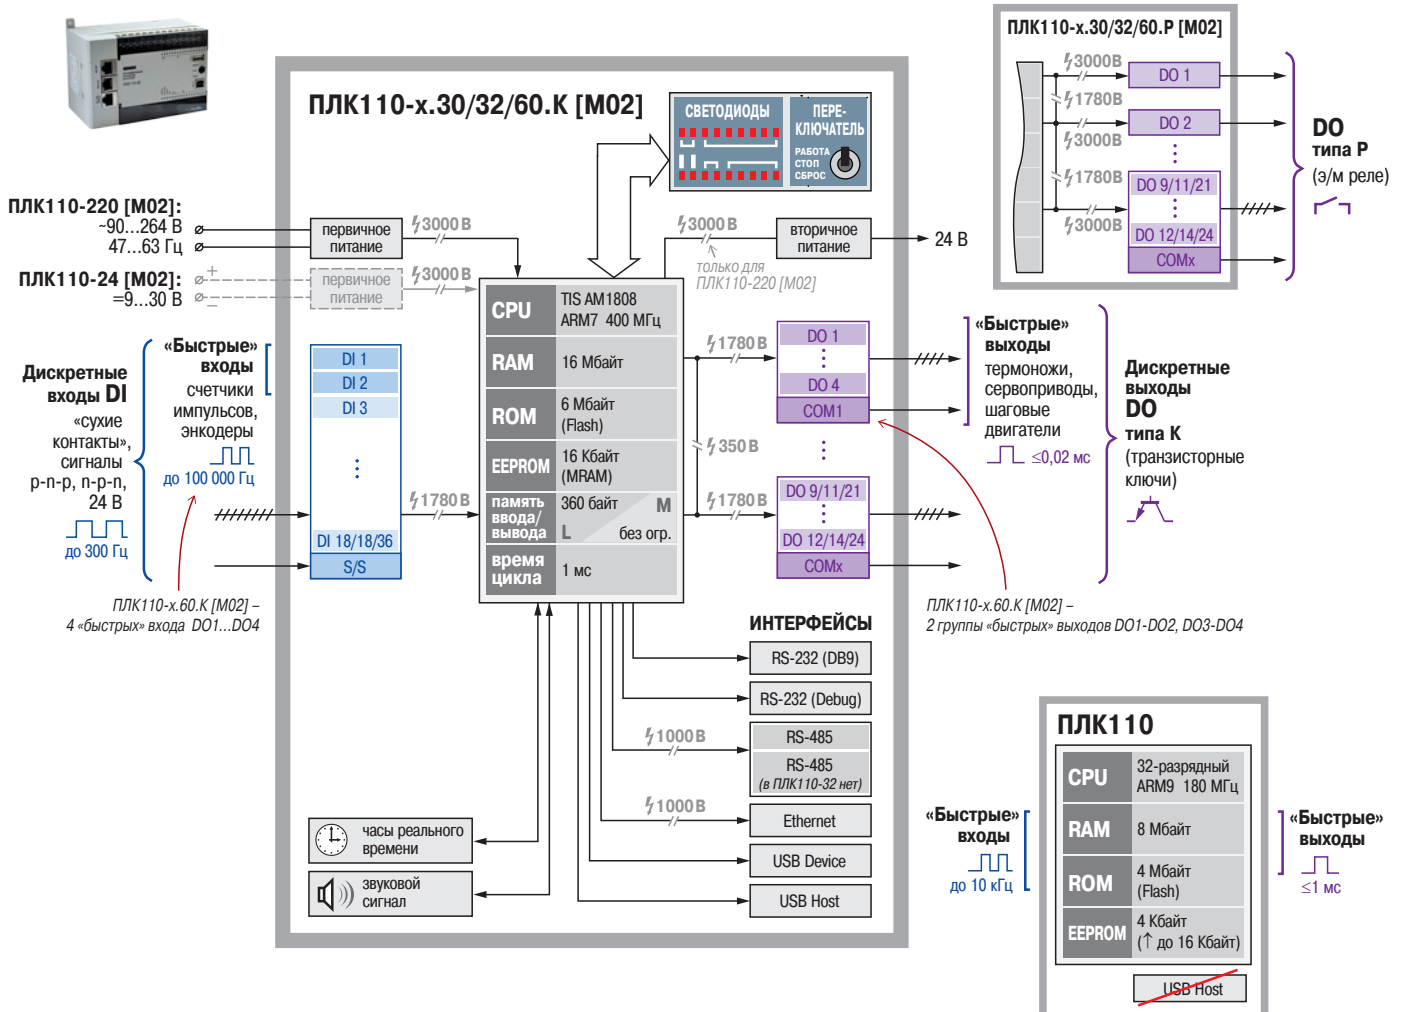 ПЛК110-х.30/32/60.К [М02]
СВЕТОДИОДЫ
ПЕРЕ-
КЛЮЧАТЕЛЬ
РАБОТА
СТОП
СБРОС
ПЛК110-220 [М02]:
~90...264 В
47...63 Гц
первичное
питание
3000 В
ПЛК110-24 [М02]:
=9...30 В
+
–
первичное
питание
3000 В
3000 В
только для
ПЛК110-220 [М02]
вторичное
питание
24 В
CPU
TIS AM1808
ARM7 400 МГц
RAM
16 Мбайт
ROM
6 Мбайт
(Flash)
EEPROM
16 Кбайт
(MRAM)
память
ввода/
вывода
360 байт
M
L
без огр.
время
цикла
1 мс
Дискретные
входы DI
«сухие
контакты»,
сигналы
p-n-p, n-p-n,
24 В
до 300 Гц
«Быстрые»
входы
счетчики
импульсов,
энкодеры
до 100 000 Гц
DI 1
DI 2
DI 3
DI 18/18/36
S/S
1780 В
ПЛК110-х.60.К [М02] –
4 «быстрых» входа DO1...DO4
1780 В
350 В
1780 В
DO 1
DO 4
COM1
DO 9/11/21
DO 12/14/24
COMx
«Быстрые»
выходы
термоножи,
сервоприводы,
шаговые
двигатели
≤0,02 мс
Дискретные
выходы
DO
типа К
(транзисторные
ключи)
ПЛК110-х.60.К [М02] –
2 группы «быстрых» выходов DO1-DO2, DO3-DO4
ИНТЕРФЕЙСЫ
RS-232 (DB9)
RS-232 (Debug)
1000 В
RS-485
RS-485
(в ПЛК110-32 нет)
1000 В
Ethernet
USB Device
USB Host
часы реального
времени
звуковой
сигнал
ПЛК110-х.30/32/60.Р [М02]
3000В
DO 1
1780В
DO 2
3000В
1780В
DO 9/11/21
3000В
DO 12/14/24
COMx
DO
типа Р
(э/м реле)
ПЛК110
CPU
32-разрядный
ARM9 180 МГц
RAM
8 Мбайт
ROM
4 Мбайт
(Flash)
EEPROM
4 Кбайт
(↑ до 16 Кбайт)
USB Host
«Быстрые»
входы
до 10 кГц
«Быстрые»
выходы
≤1 мс